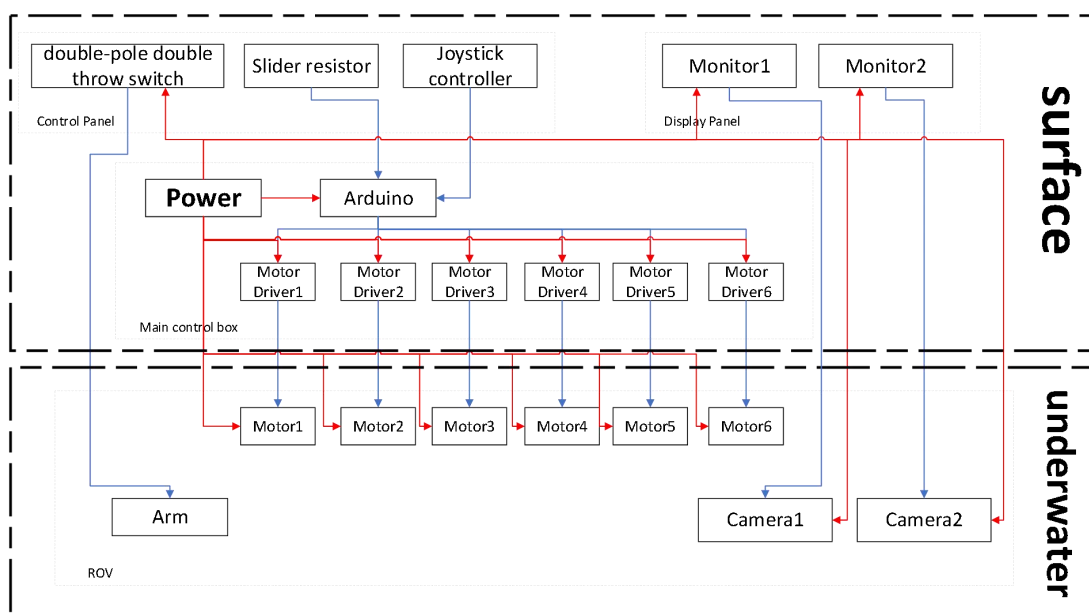 double-pole double
throw switch
Slider resistor
Joystick
controller
Monitor1
Monitor2
Control Panel
Display Panel
surface
Power
Arduino
Motor
Driver1
Motor
Driver2
Motor
Driver3
Motor
Driver4
Motor
Driver5
Motor
Driver6
Main control box
underwater
Motor1
Motor2
Motor3
Motor4
Motor5
Motor6
Arm
Camera1
Camera2
ROV